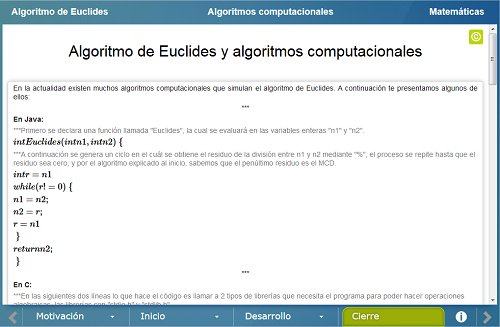 Algoritmo de Euclides Algoritmos computacionales Matemáticas
©
Algoritmo de Euclides y algoritmos computacionales
En la actualidad existen muchos algoritmos computacionales que simulan el algoritmo de Euclides. A continuación te presentamos algunos de
ellos:
***
En Java:
***Primero se declara una función llamada "Euclides", la cual se evaluará en las variables enteras "n1" y "n2".
intEuclides(intn1, intn2) {
***A continuación se genera un ciclo en el cuál se obtiene el residuo de la división entre n1 y n2 mediante "%", el proceso se repite hasta que el
residuo sea cero, y por el algoritmo explicado al inicio, sabemos que el penúltimo residuo es el MCD.
intr = n1
while(r! = 0) {
n1 = n2;
n2 = r;
r = n1
}
returnn2;
}
***
En C:
***En las siguientes dos líneas lo que hace el código es llamar a 2 tipos de librerías que necesita el programa para poder hacer operaciones
Motivación Inicio Desarrollo Cierre i